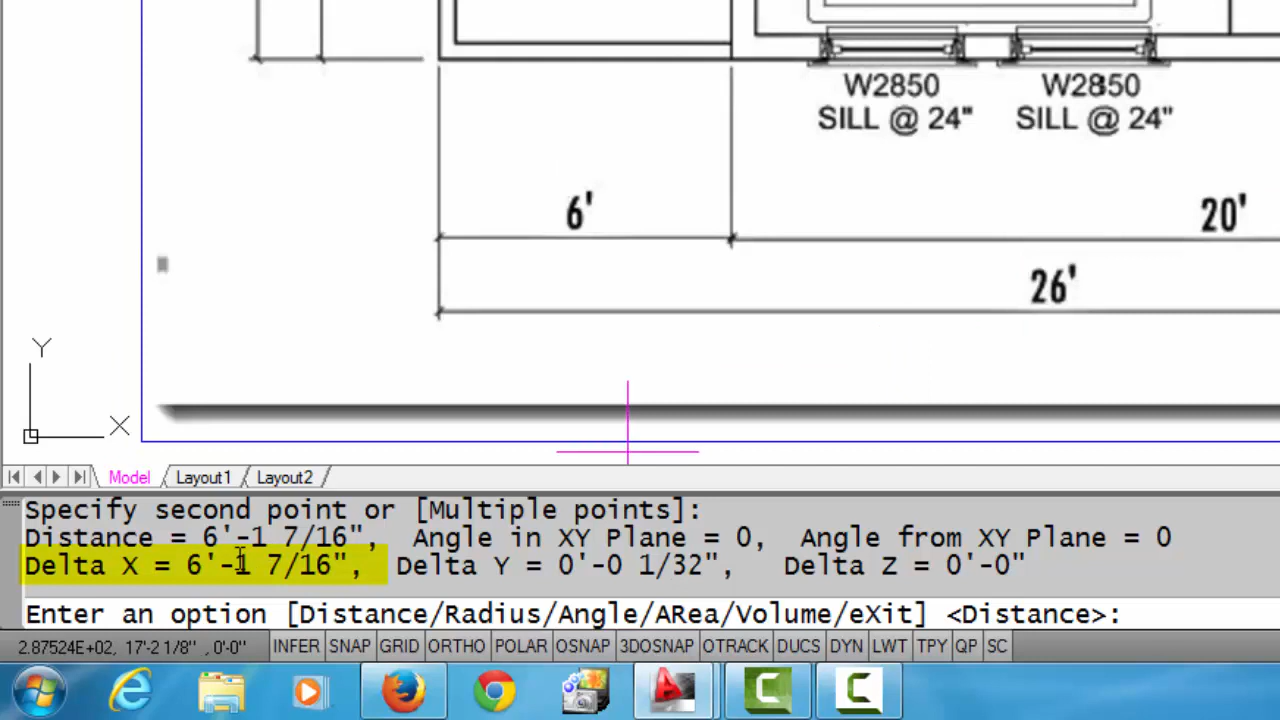 W2850 W2850
SILL @ 24" SILL @ 24"
6' 20'
26'
Y
X
Model Layout1 Layout2
Specify second point or [Multiple points]:
Distance = 6'-1 7/16", Angle in XY Plane = 0, Angle from XY Plane = 0
Delta X = 6'-1 7/16", Delta Y = 0'-0 1/32", Delta Z = 0'-0"
Enter an option [Distance/Radius/Angle/ARea/Volume/eXit] <Distance>:
2.87524E+02, 17'-2 1/8" , 0'-0" INFER SNAP GRID ORTHO POLAR OSNAP 3DOSNAP OTRACK DUCS DYN LWT TPY QP SC